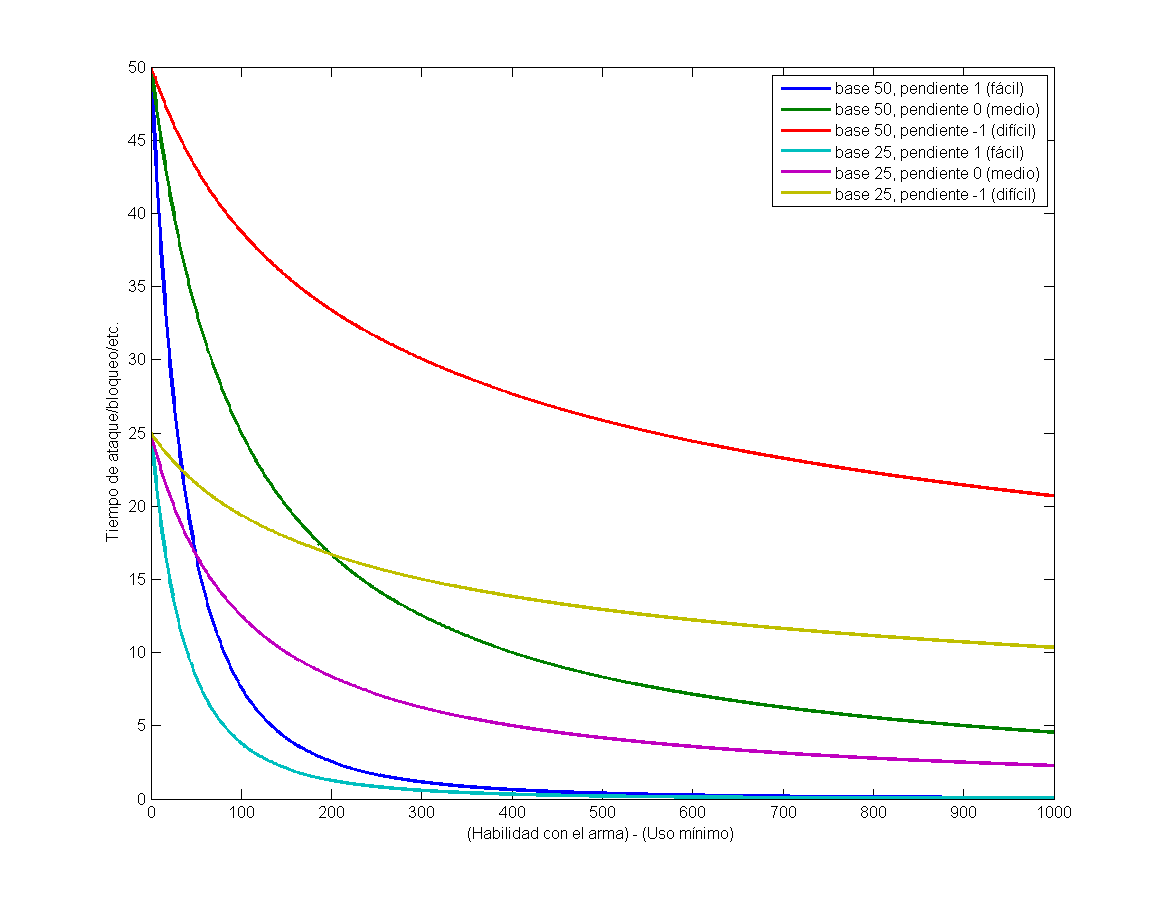 50
45
40
35
30
25
20
15
10
5
0
Tiempo de ataque/bloqueo/etc.
base 50, pendiente 1 (fácil)
base 50, pendiente 0 (medio)
base 50, pendiente -1 (difícil)
base 25, pendiente 1 (fácil)
base 25, pendiente 0 (medio)
base 25, pendiente -1 (difícil)
0 100 200 300 400 500 600 700 800 900 1000
(Habilidad con el arma) - (Uso mínimo)